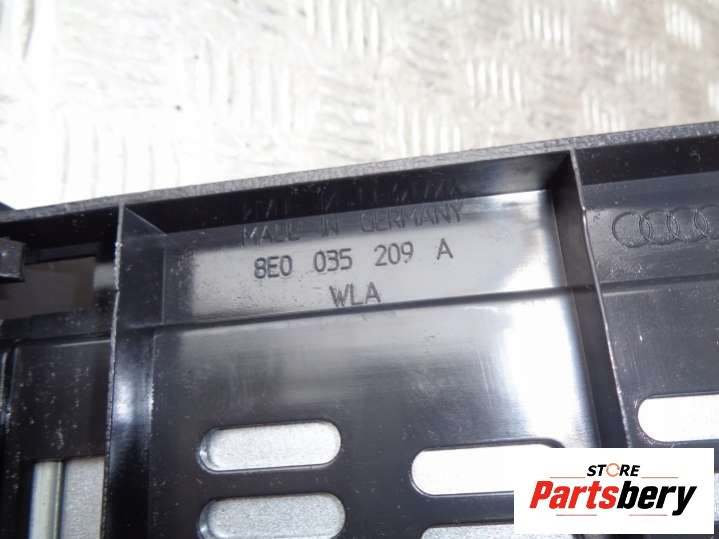 MADE IN GERMANY
8E0 035 209 A
WLA
STORE
Partsbery